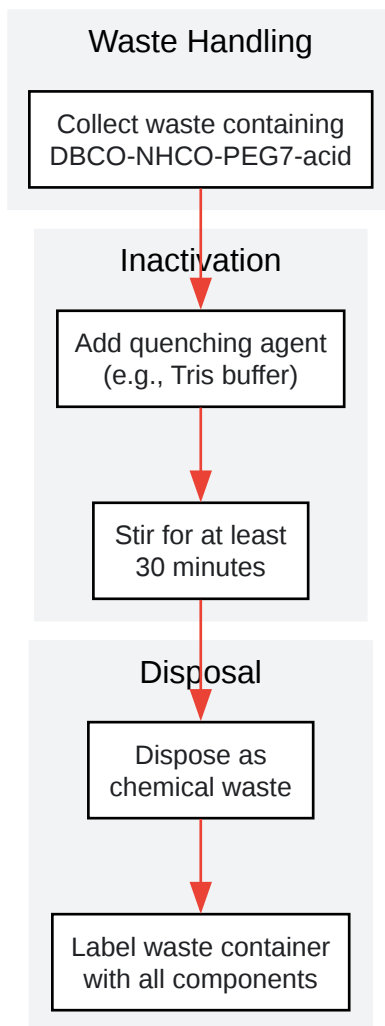 Waste Handling
Collect waste containing
DBCO-NHCO-PEG7-acid
Inactivation
Add quenching agent
(e.g., Tris buffer)
Stir for at least
30 minutes
Disposal
Dispose as
chemical waste
Label waste container
with all components